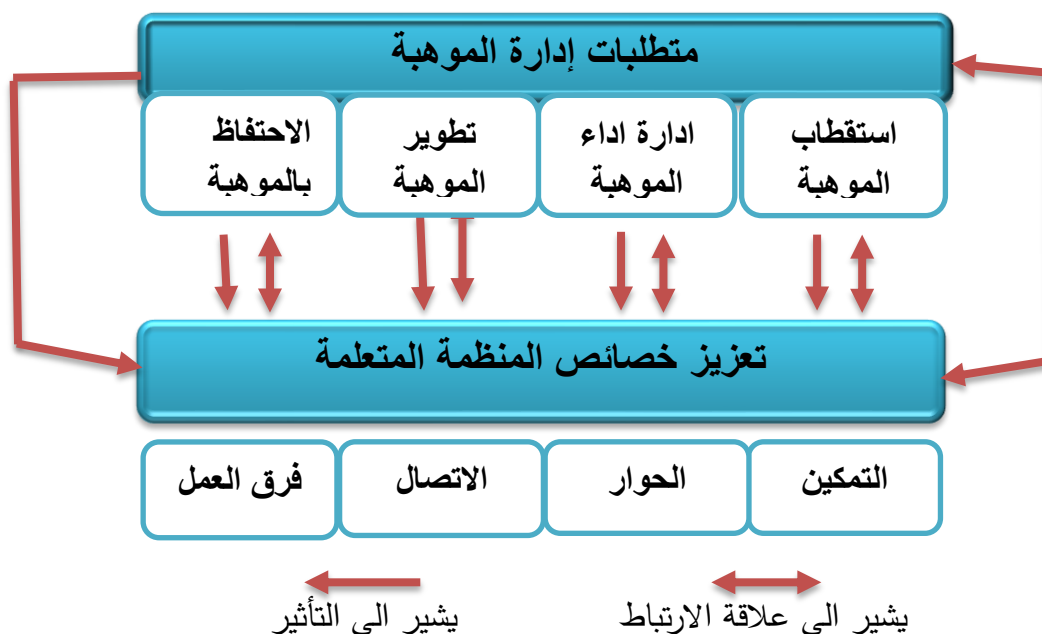 متطلبات إدارة الموهبة
استقطاب
الموهبة
ادارة اداء
الموهبة
تطوير
الموهبة
الاحتفاظ
بالموهبة
تعزيز خصائص المنظمة المتعلمة
التمكين
الحوار
الاتصال
فرق العمل
يشير الى علاقة الارتباط
يشير الى التأثير